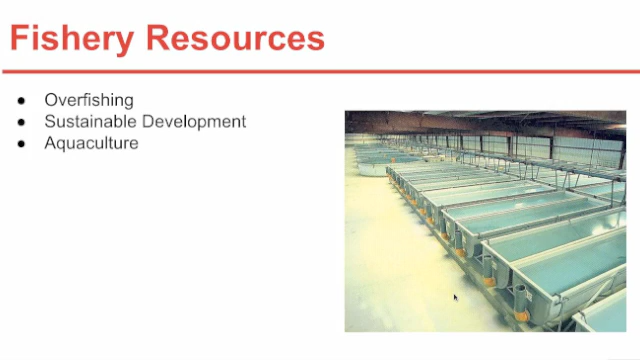 Fishery Resources
● Overfishing
● Sustainable Development
● Aquaculture